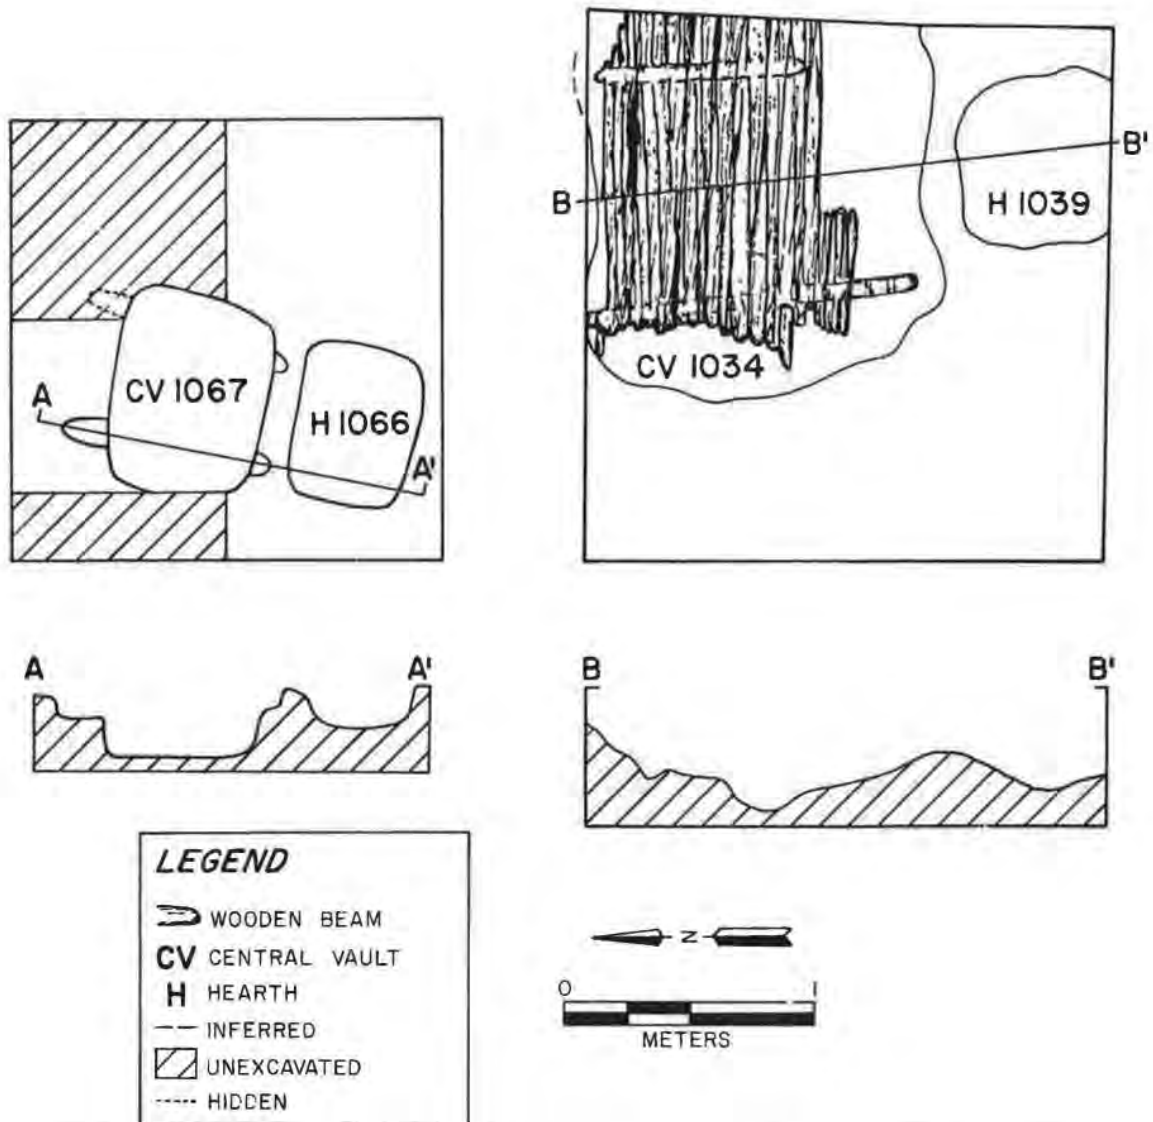 B
B'
H 1039
CV 1034
A
CV 1067
H 1066
A'
A
A'
B
B'
LEGEND
WOODEN BEAM
CV CENTRAL VAULT
H HEARTH
INFERRED
UNEXCAVATED
HIDDEN
N
0 1
METERS